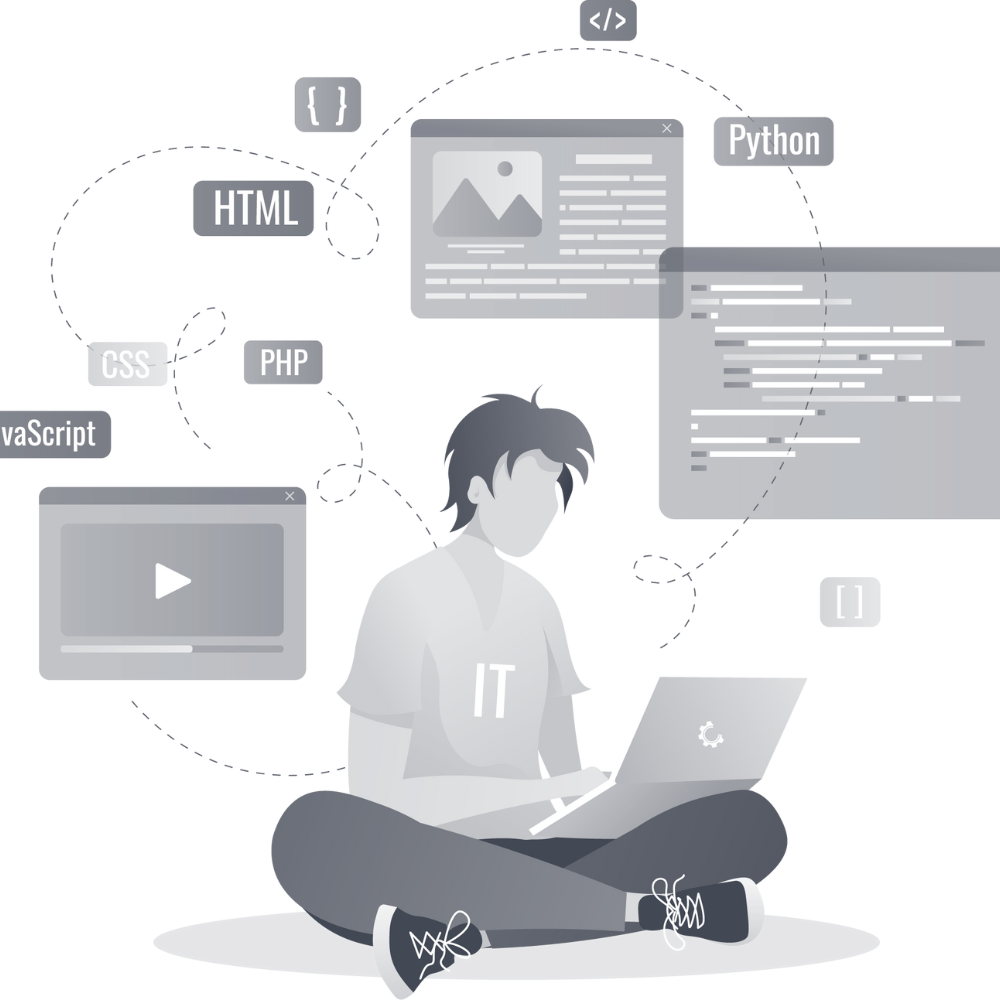 </>
{ }
Python
HTML
CSS
PHP
vaScript
[ ]
IT